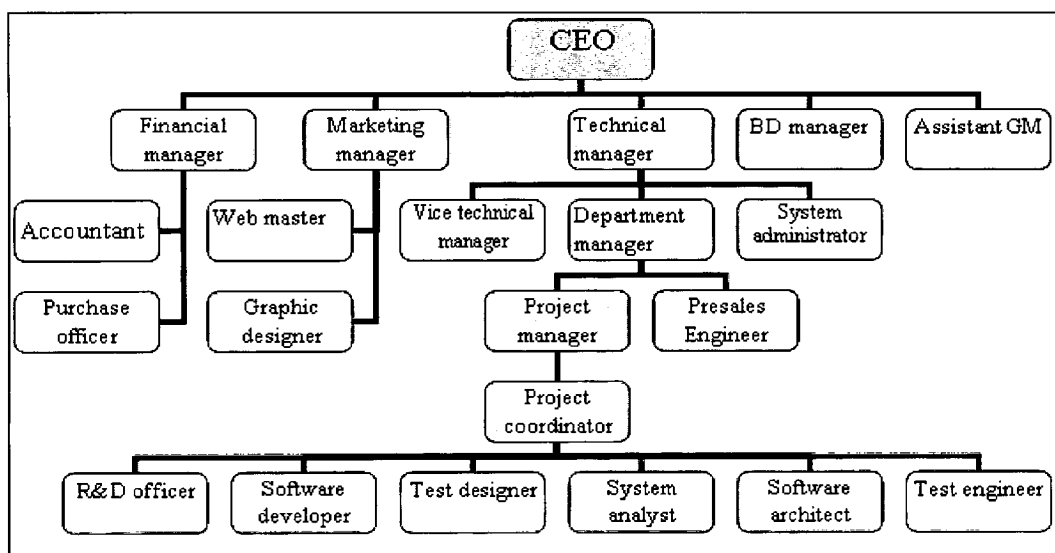 CEO
Financial
manager
Marketing
manager
Technical
manager
BD manager
Assistant GM
Accountant
Web master
Vice technical
manager
Department
manager
System
administrator
Purchase
officer
Graphic
designer
Project
manager
Presales
Engineer
Project
coordinator
R&D officer
Software
developer
Test designer
System
analyst
Software
architect
Test engineer